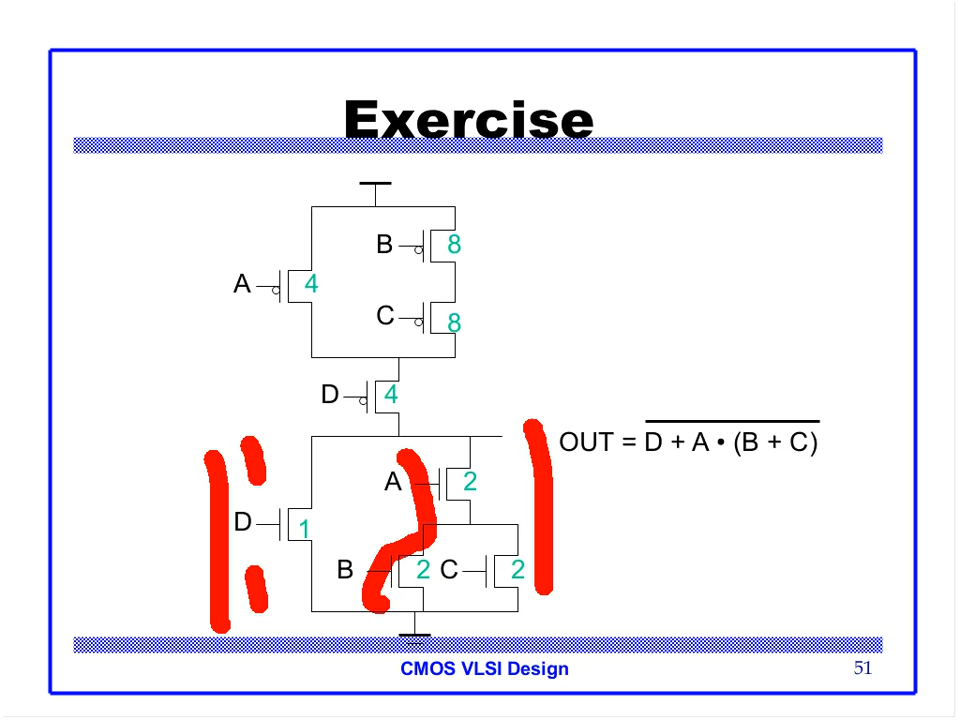 Exercise
B 8
A 4
C 8
D 4
OUT = D + A • (B + C)
A 2
D 1
B 2 C 2
CMOS VLSI Design 51